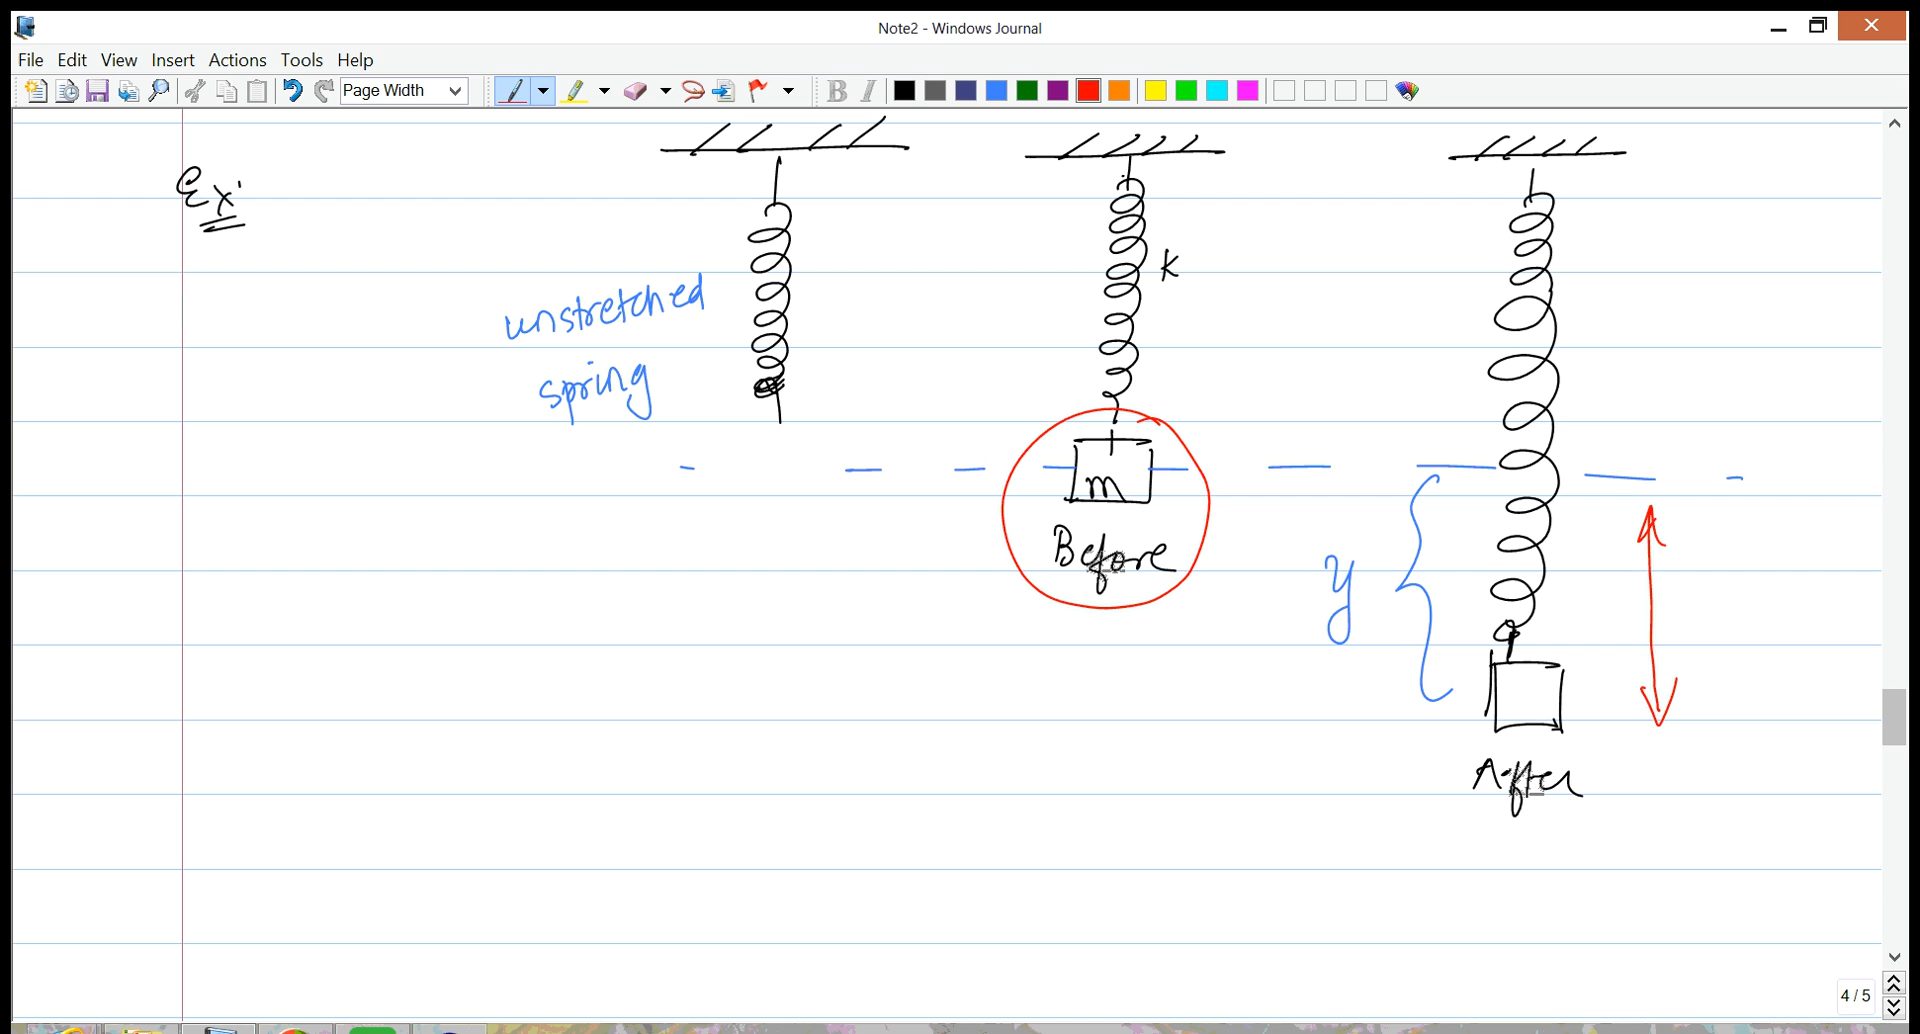 Note2 - Windows Journal
File Edit View Insert Actions Tools Help
Page Width
B I
Ex'
unstretched
spring
k
m
Before
y
After
4 / 5